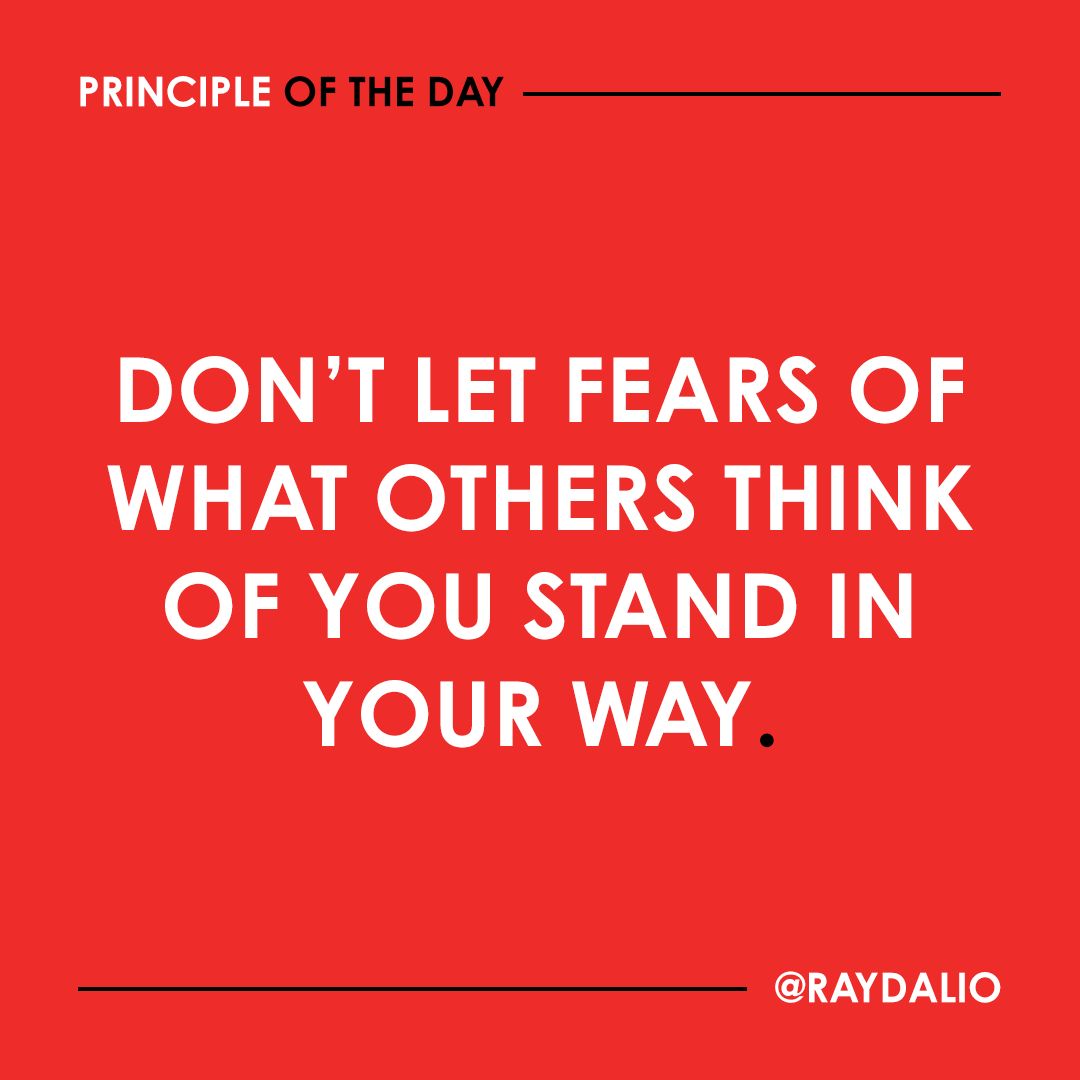 PRINCIPLE OF THE DAY
DON’T LET FEARS OF
WHAT OTHERS THINK
OF YOU STAND IN
YOUR WAY.
@RAYDALIO